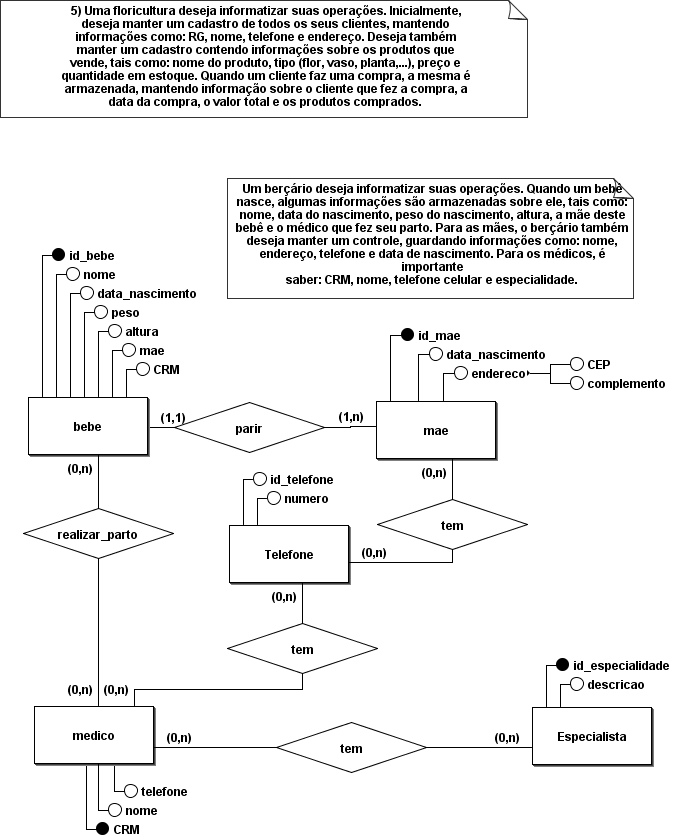 5) Uma floricultura deseja informatizar suas operações. Inicialmente,
deseja manter um cadastro de todos os seus clientes, mantendo
informações como: RG, nome, telefone e endereço. Deseja também
manter um cadastro contendo informações sobre os produtos que
vende, tais como: nome do produto, tipo (flor, vaso, planta,...), preço e
quantidade em estoque. Quando um cliente faz uma compra, a mesma é
armazenada, mantendo informação sobre o cliente que fez a compra, a
data da compra, o valor total e os produtos comprados.
Um berçário deseja informatizar suas operações. Quando um bebê
nasce, algumas informações são armazenadas sobre ele, tais como:
nome, data do nascimento, peso do nascimento, altura, a mãe deste
bebê e o médico que fez seu parto. Para as mães, o berçário também
deseja manter um controle, guardando informações como: nome,
endereço, telefone e data de nascimento. Para os médicos, é
importante
saber: CRM, nome, telefone celular e especialidade.
id_bebe
nome
data_nascimento
peso
altura
mae
CRM
id_mae
data_nascimento
endereco
CEP
complemento
bebe
(1,1)
parir
(1,n)
mae
(0,n)
(0,n)
id_telefone
numero
realizar_parto
tem
Telefone
(0,n)
(0,n)
tem
(0,n)
(0,n)
id_especialidade
descricao
medico
(0,n)
tem
(0,n)
Especialista
telefone
nome
CRM